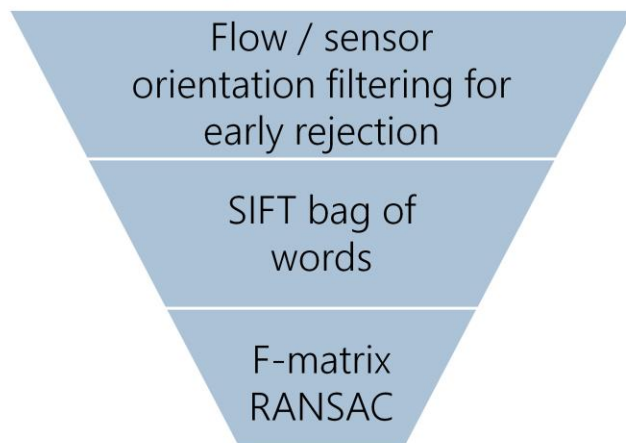 Flow / sensor
orientation filtering for
early rejection
SIFT bag of
words
F-matrix
RANSAC